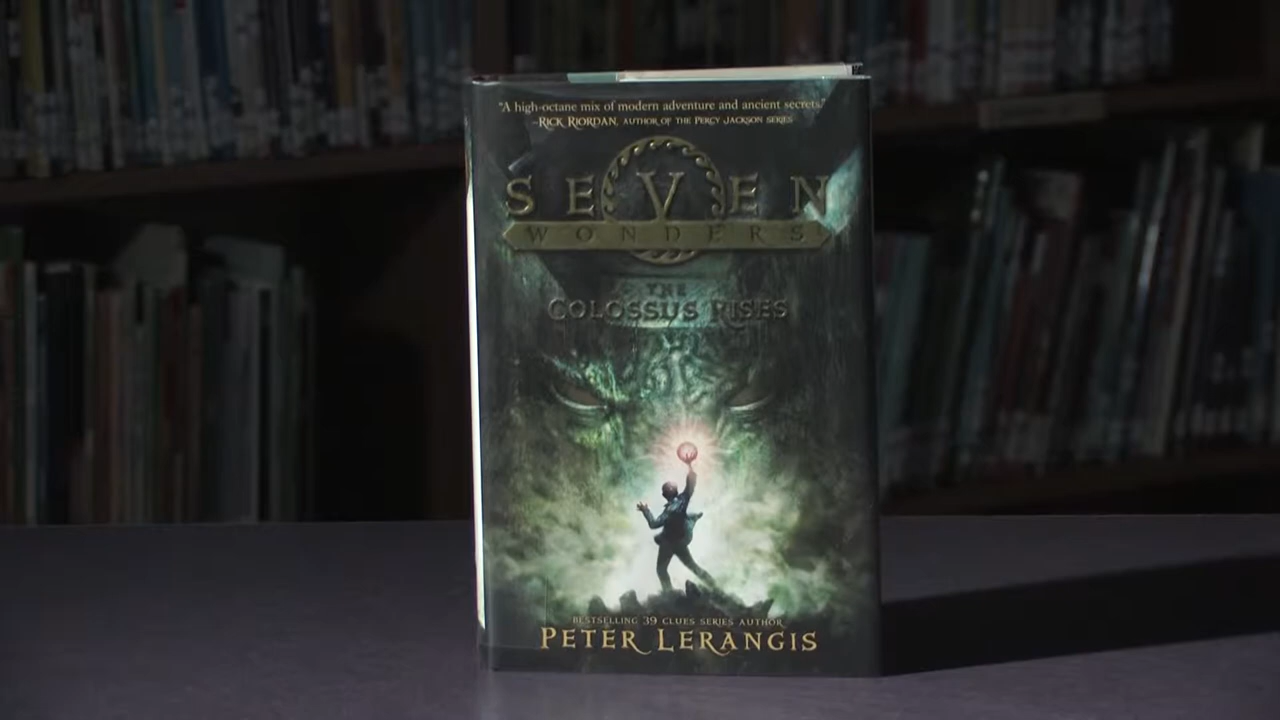 "A high-octane mix of modern adventure and ancient secrets."
–RICK RIORDAN, AUTHOR OF THE PERCY JACKSON SERIES
SEVEN
WONDERS
THE
COLOSSUS RISES
BESTSELLING 39 CLUES SERIES AUTHOR
PETER LERANGIS